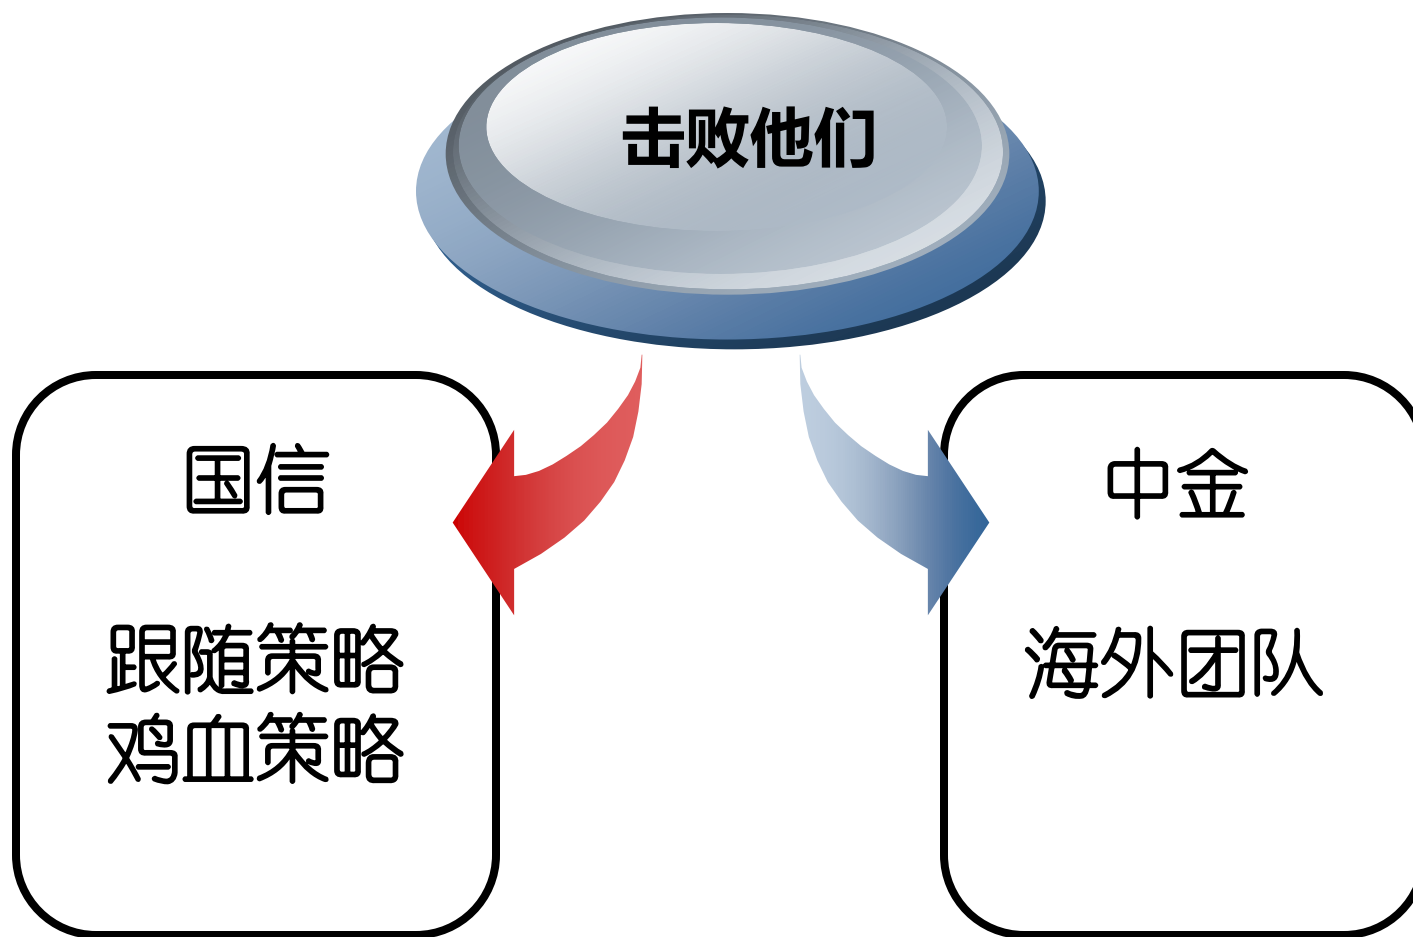 击败他们
国信
跟随策略
鸡血策略
中金
海外团队